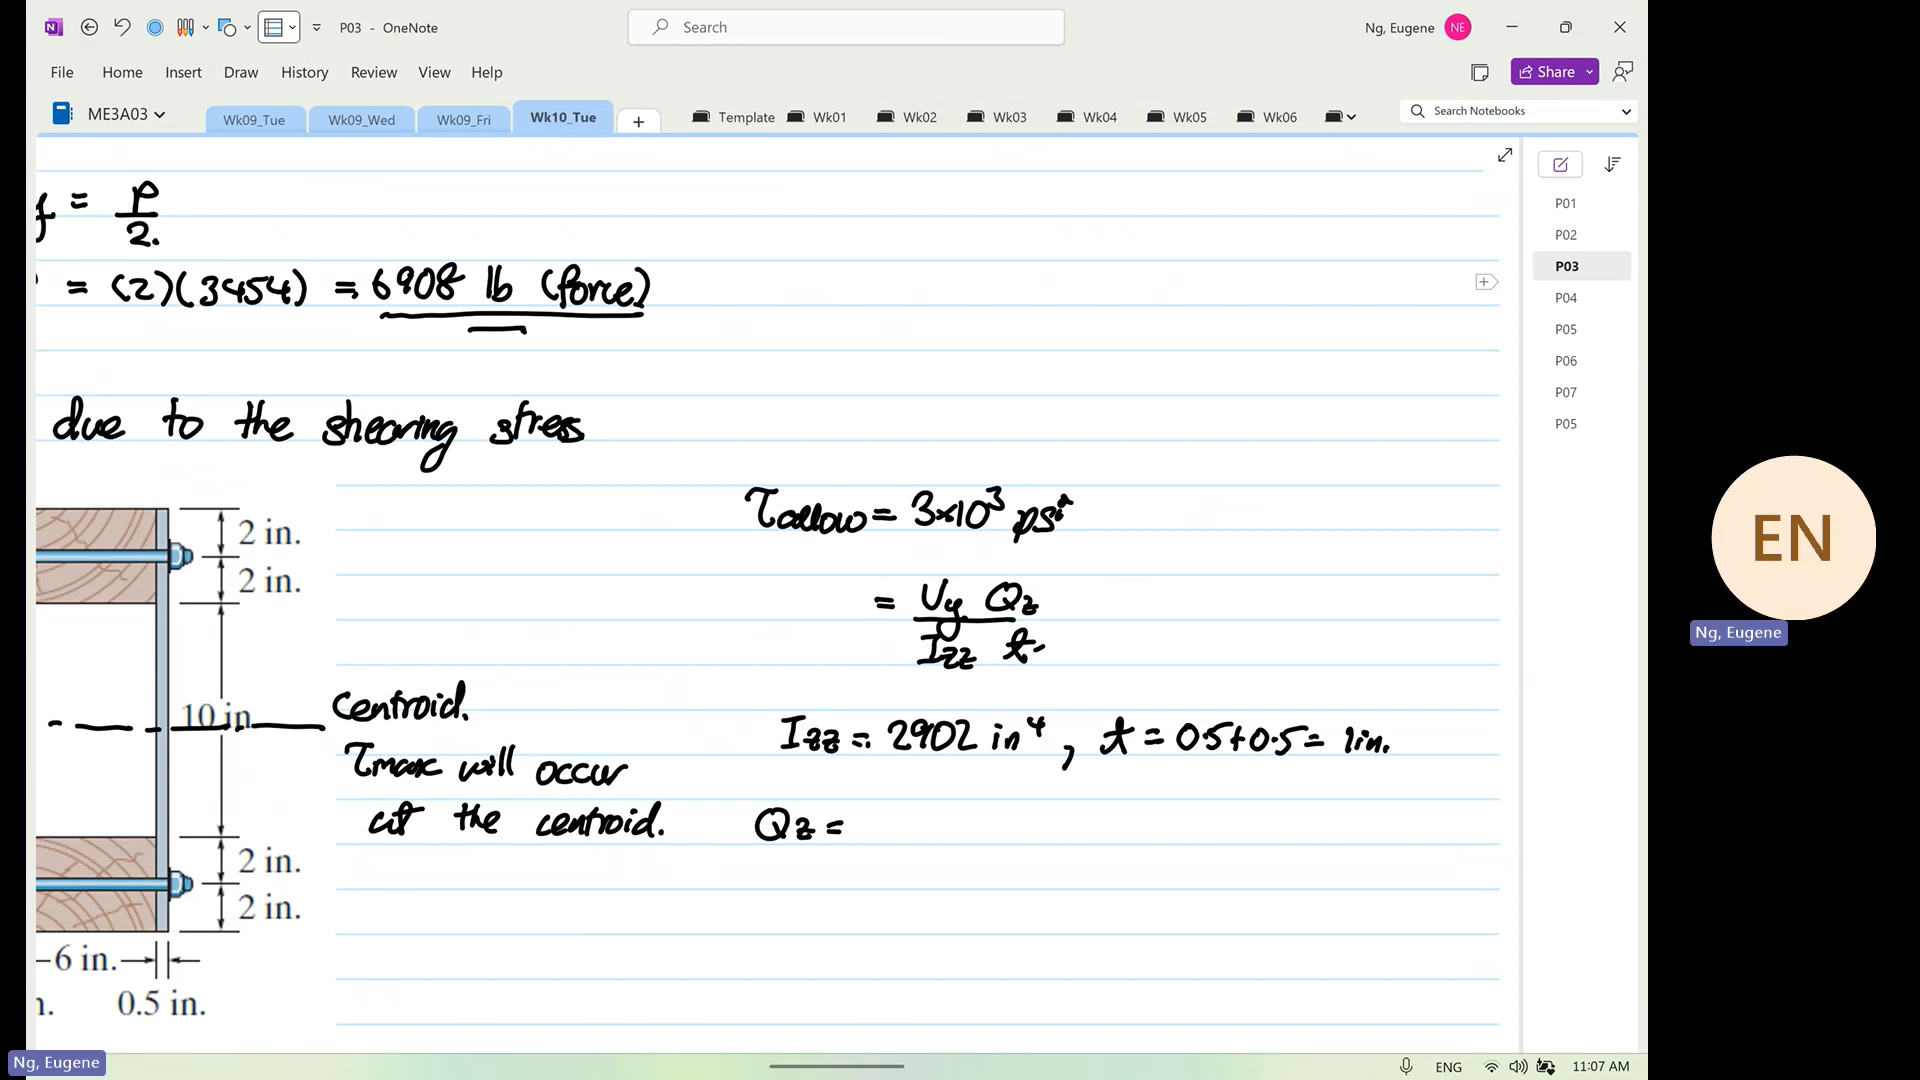 P03 - OneNote
Search
Ng, Eugene
NE
File Home Insert Draw History Review View Help
Share
ME3A03
Wk09_Tue Wk09_Wed Wk09_Fri Wk10_Tue + Template Wk01 Wk02 Wk03 Wk04 Wk05 Wk06
Search Notebooks
P01
P02
P03
P04
P05
P06
P07
P05
y = P/2.
= (2)(3454) = 6908 lb (force)
due to the shearing stress
2 in.
2 in.
10 in
2 in.
2 in.
6 in.
0.5 in.
centroid.
τmax will occur
at the centroid.
τallow = 3×10³ psi
= Vy Qz / Izz t
Izz = 2902 in⁴, t = 0.5+0.5 = 1in.
Qz =
EN
Ng, Eugene
Ng, Eugene
ENG
11:07 AM